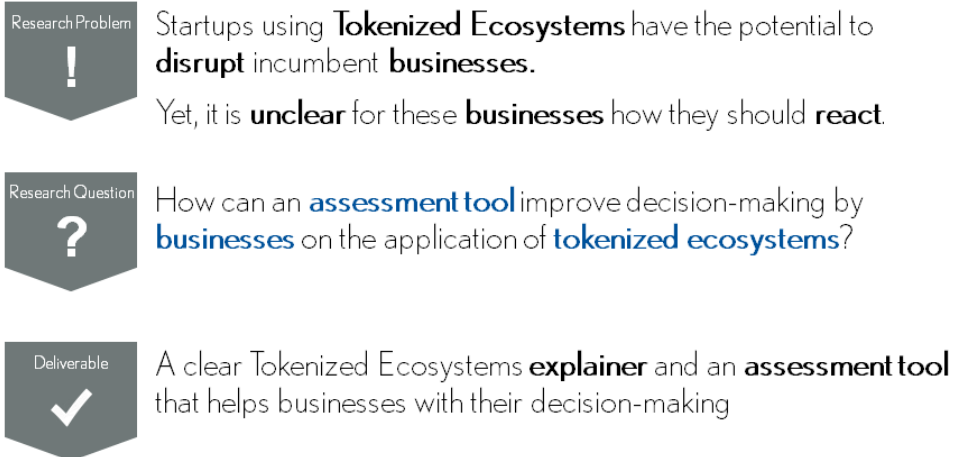 Research Problem
!
Startups using Tokenized Ecosystems have the potential to
disrupt incumbent businesses.
Yet, it is unclear for these businesses how they should react.
Research Question
?
How can an assessment tool improve decision-making by
businesses on the application of tokenized ecosystems?
Deliverable
A clear Tokenized Ecosystems explainer and an assessment tool
that helps businesses with their decision-making